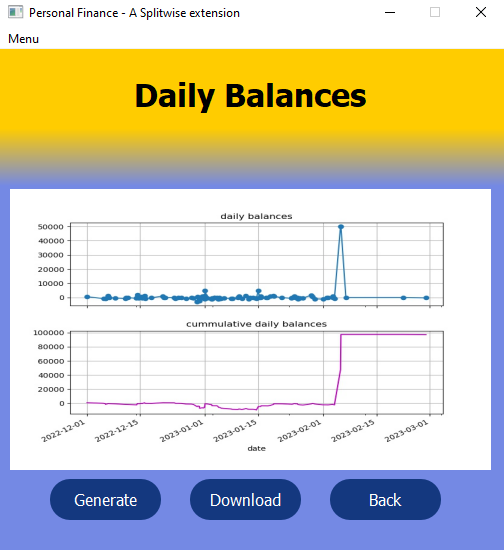 Personal Finance - A Splitwise extension
Menu
Daily Balances
daily balances
50000
40000
30000
20000
10000
0
cummulative daily balances
100000
80000
60000
40000
20000
0
2022-12-01 2022-12-15 2023-01-01 2023-01-15 2023-02-01 2023-02-15 2023-03-01
date
Generate Download Back